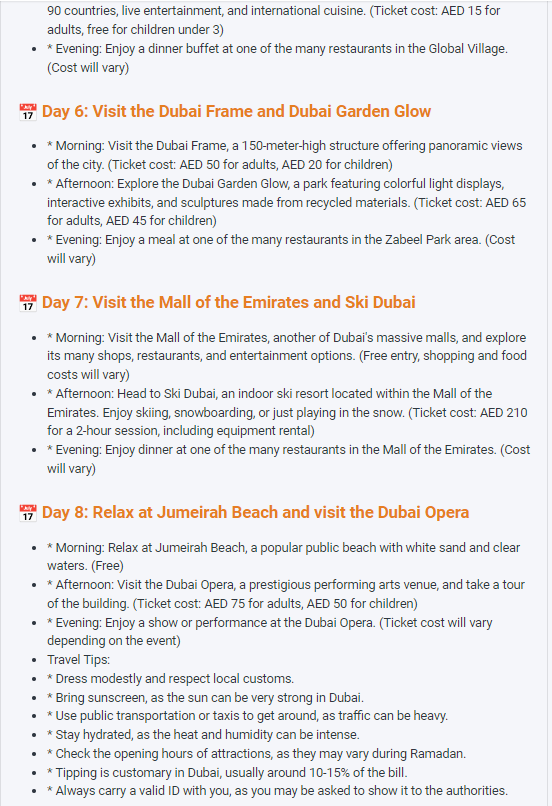 90 countries, live entertainment, and international cuisine. (Ticket cost: AED 15 for
adults, free for children under 3)
* Evening: Enjoy a dinner buffet at one of the many restaurants in the Global Village.
(Cost will vary)
July 17 Day 6: Visit the Dubai Frame and Dubai Garden Glow
* Morning: Visit the Dubai Frame, a 150-meter-high structure offering panoramic views
of the city. (Ticket cost: AED 50 for adults, AED 20 for children)
* Afternoon: Explore the Dubai Garden Glow, a park featuring colorful light displays,
interactive exhibits, and sculptures made from recycled materials. (Ticket cost: AED 65
for adults, AED 45 for children)
* Evening: Enjoy a meal at one of the many restaurants in the Zabeel Park area. (Cost
will vary)
July 17 Day 7: Visit the Mall of the Emirates and Ski Dubai
* Morning: Visit the Mall of the Emirates, another of Dubai's massive malls, and explore
its many shops, restaurants, and entertainment options. (Free entry, shopping and food
costs will vary)
* Afternoon: Head to Ski Dubai, an indoor ski resort located within the Mall of the
Emirates. Enjoy skiing, snowboarding, or just playing in the snow. (Ticket cost: AED 210
for a 2-hour session, including equipment rental)
* Evening: Enjoy dinner at one of the many restaurants in the Mall of the Emirates. (Cost
will vary)
July 17 Day 8: Relax at Jumeirah Beach and visit the Dubai Opera
* Morning: Relax at Jumeirah Beach, a popular public beach with white sand and clear
waters. (Free)
* Afternoon: Visit the Dubai Opera, a prestigious performing arts venue, and take a tour
of the building. (Ticket cost: AED 75 for adults, AED 50 for children)
* Evening: Enjoy a show or performance at the Dubai Opera. (Ticket cost will vary
depending on the event)
Travel Tips:
* Dress modestly and respect local customs.
* Bring sunscreen, as the sun can be very strong in Dubai.
* Use public transportation or taxis to get around, as traffic can be heavy.
* Stay hydrated, as the heat and humidity can be intense.
* Check the opening hours of attractions, as they may vary during Ramadan.
* Tipping is customary in Dubai, usually around 10-15% of the bill.
* Always carry a valid ID with you, as you may be asked to show it to the authorities.